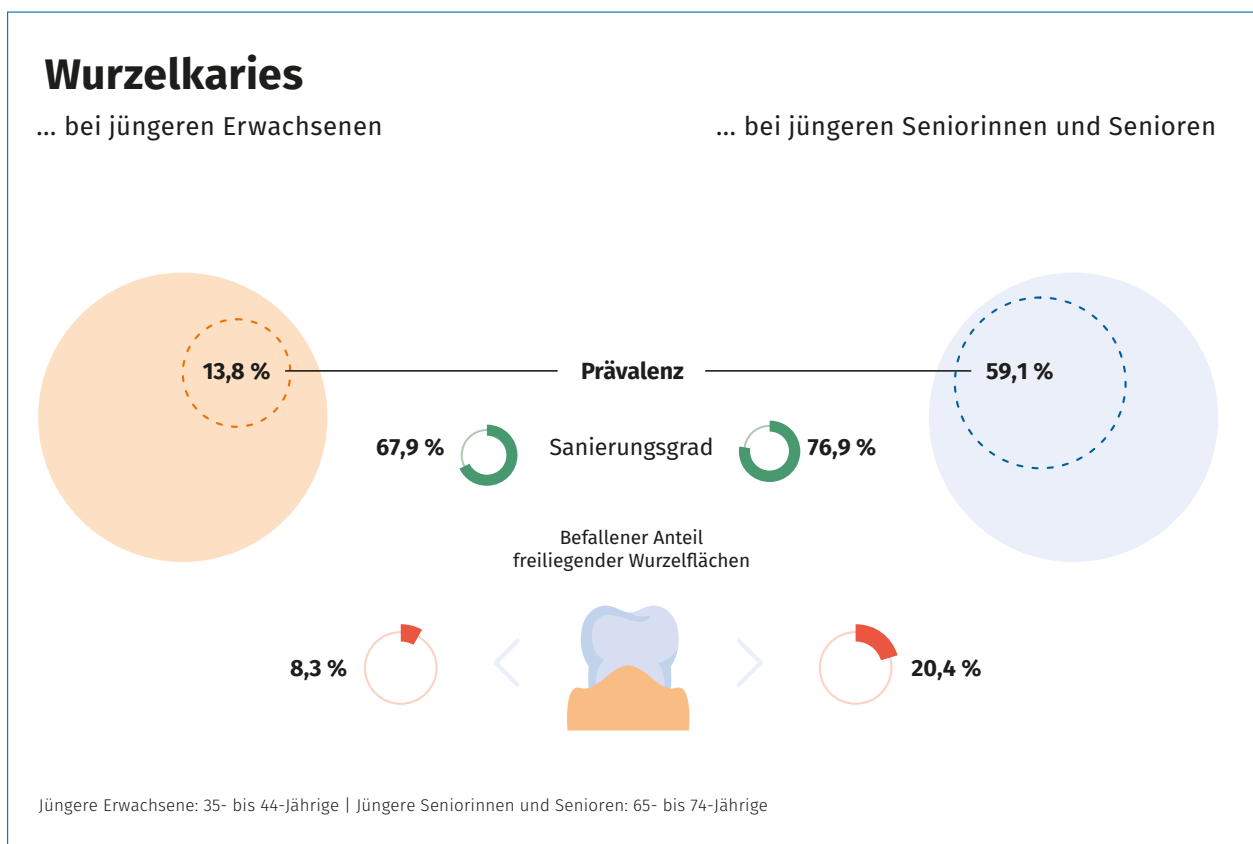 Wurzelkaries
... bei jüngeren Erwachsenen
... bei jüngeren Seniorinnen und Senioren
13,8 %
Prävalenz
59,1 %
67,9 %
Sanierungsgrad
76,9 %
Befallener Anteil
freiliegender Wurzelflächen
8,3 %
20,4 %
Jüngere Erwachsene: 35- bis 44-Jährige | Jüngere Seniorinnen und Senioren: 65- bis 74-Jährige